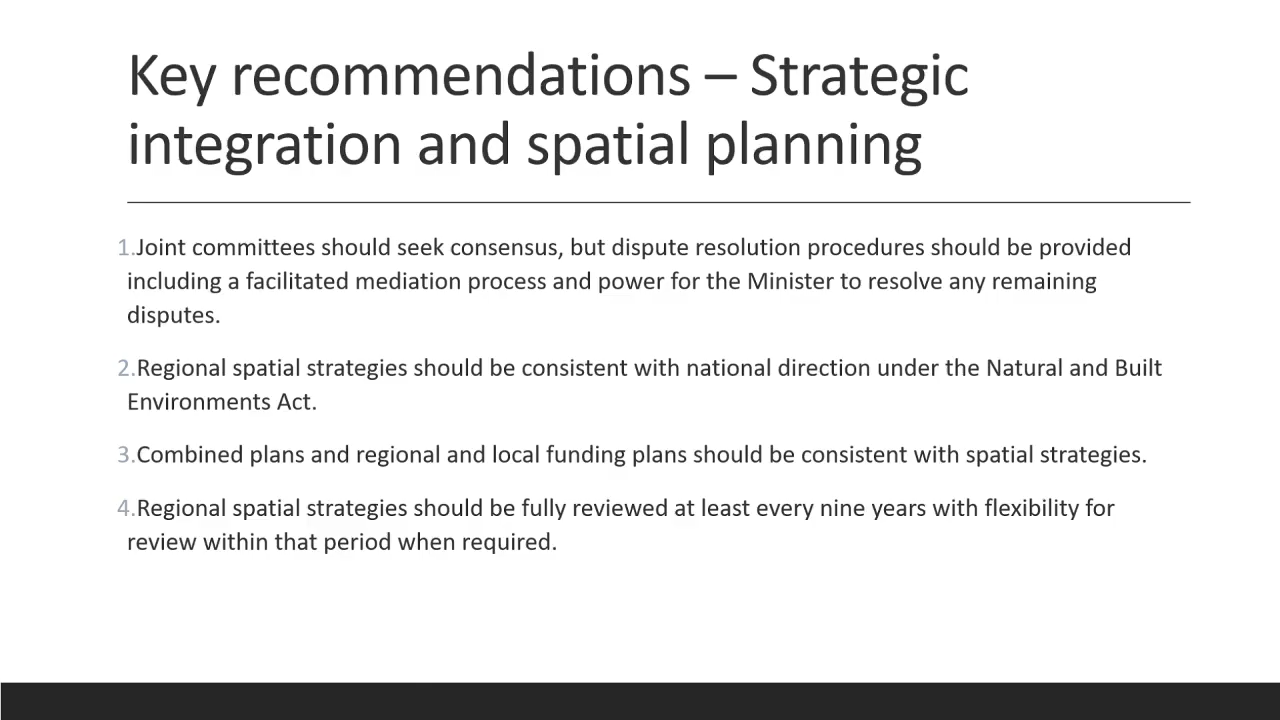 Key recommendations – Strategic
integration and spatial planning
1.Joint committees should seek consensus, but dispute resolution procedures should be provided
including a facilitated mediation process and power for the Minister to resolve any remaining
disputes.
2.Regional spatial strategies should be consistent with national direction under the Natural and Built
Environments Act.
3.Combined plans and regional and local funding plans should be consistent with spatial strategies.
4.Regional spatial strategies should be fully reviewed at least every nine years with flexibility for
review within that period when required.